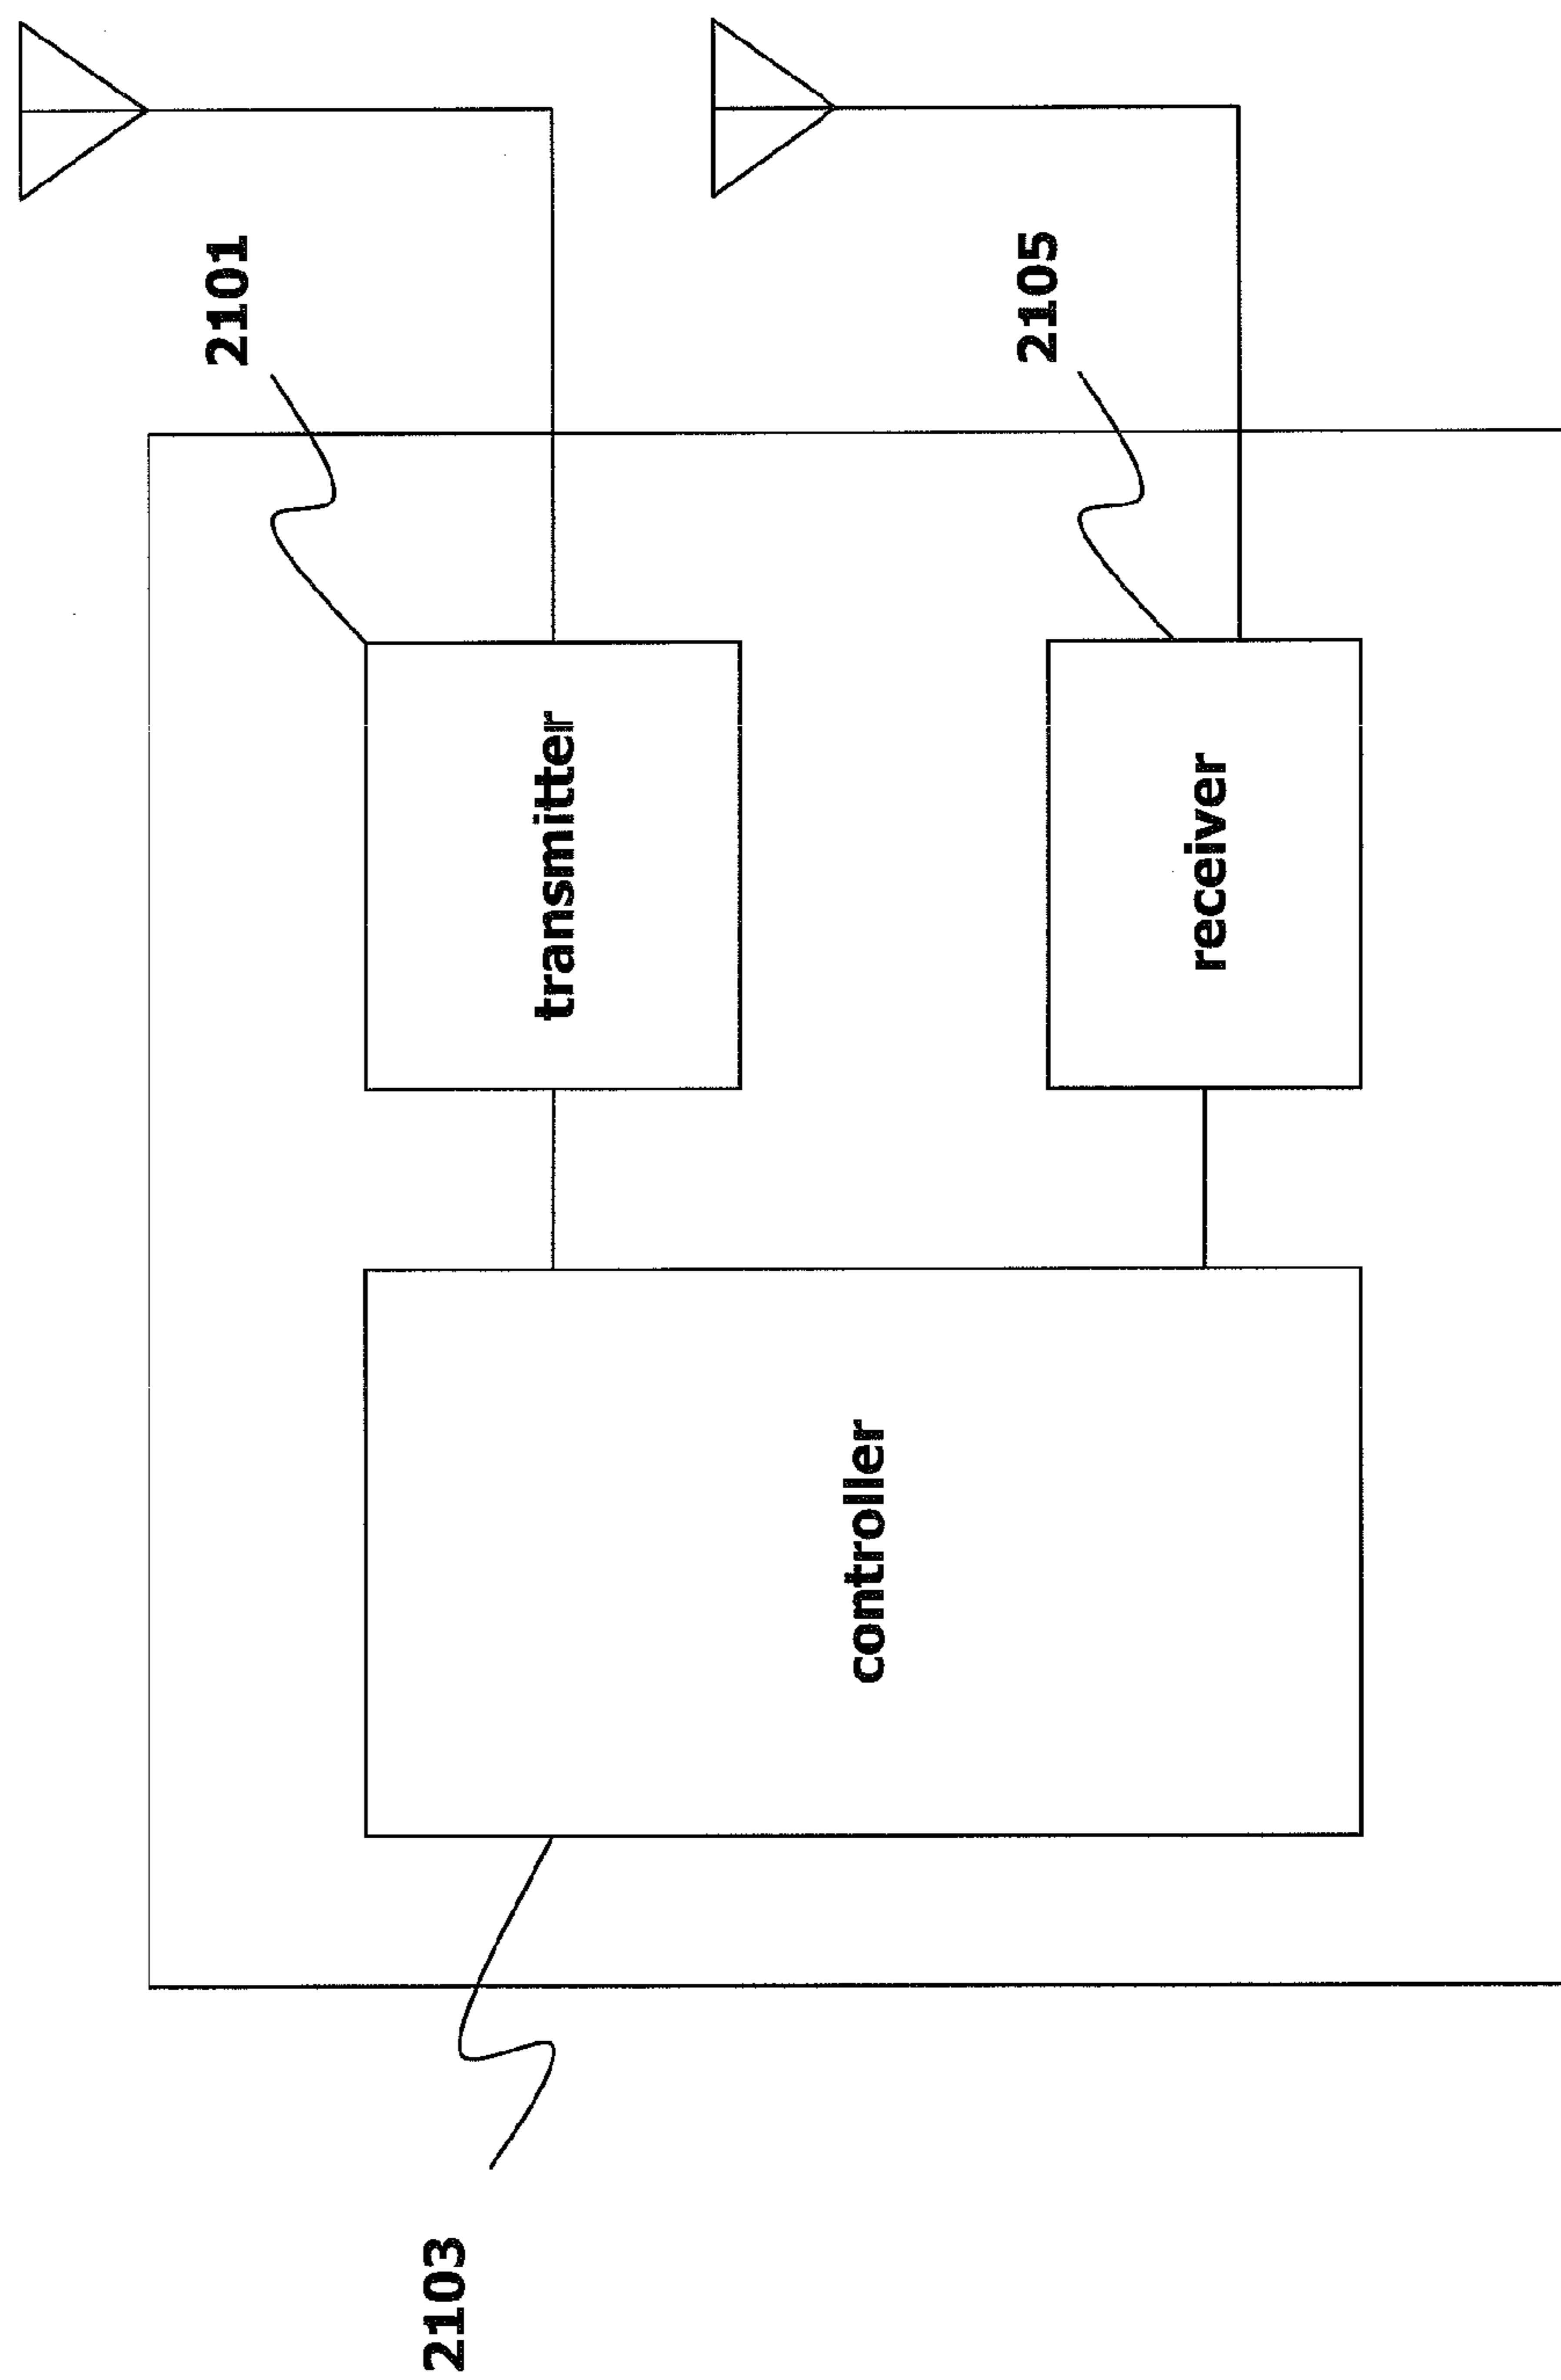 2101
2105
transmitter
receiver
controller
2103